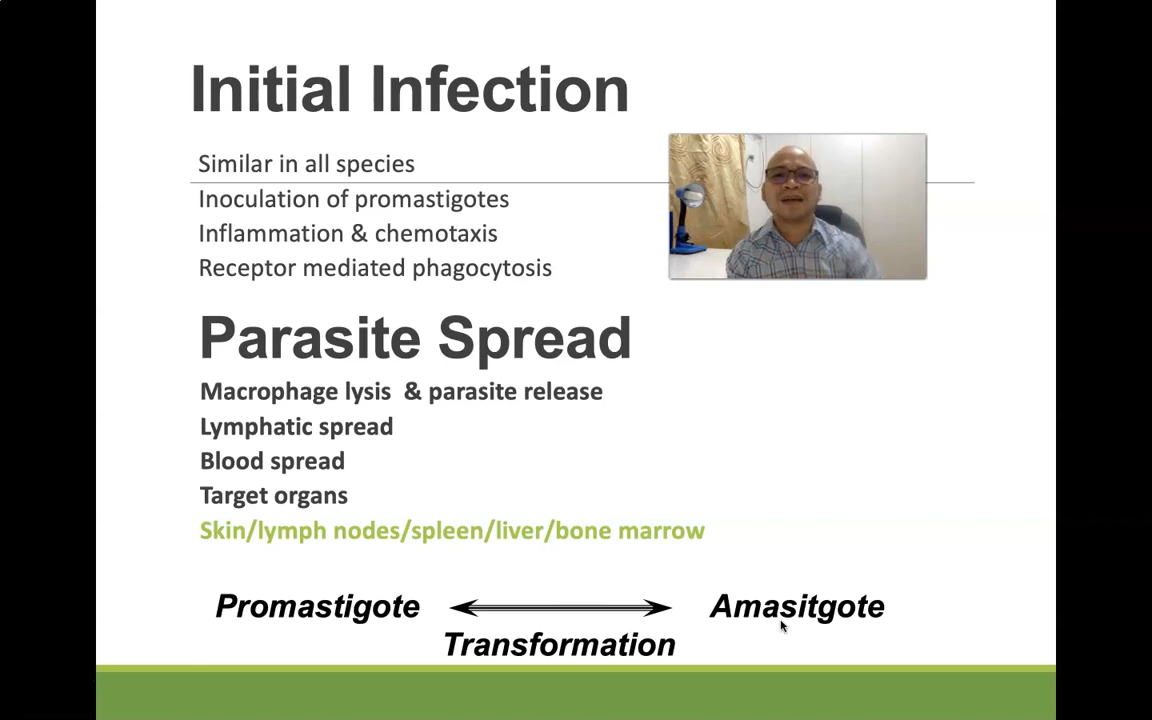 Initial Infection
Similar in all species
Inoculation of promastigotes
Inflammation & chemotaxis
Receptor mediated phagocytosis
Parasite Spread
Macrophage lysis  & parasite release
Lymphatic spread
Blood spread
Target organs
Skin/lymph nodes/spleen/liver/bone marrow
Promastigote
Amasitgote
Transformation